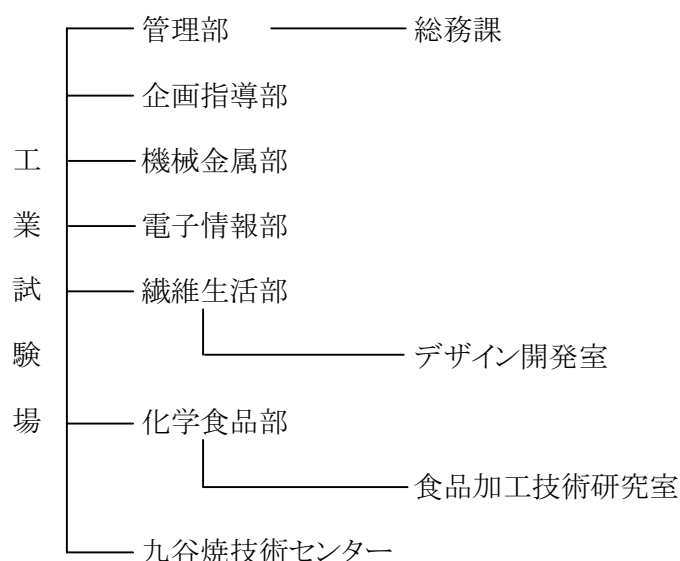 工業試験場
管理部 総務課
企画指導部
機械金属部
電子情報部
繊維生活部
デザイン開発室
化学食品部
食品加工技術研究室
九谷焼技術センター